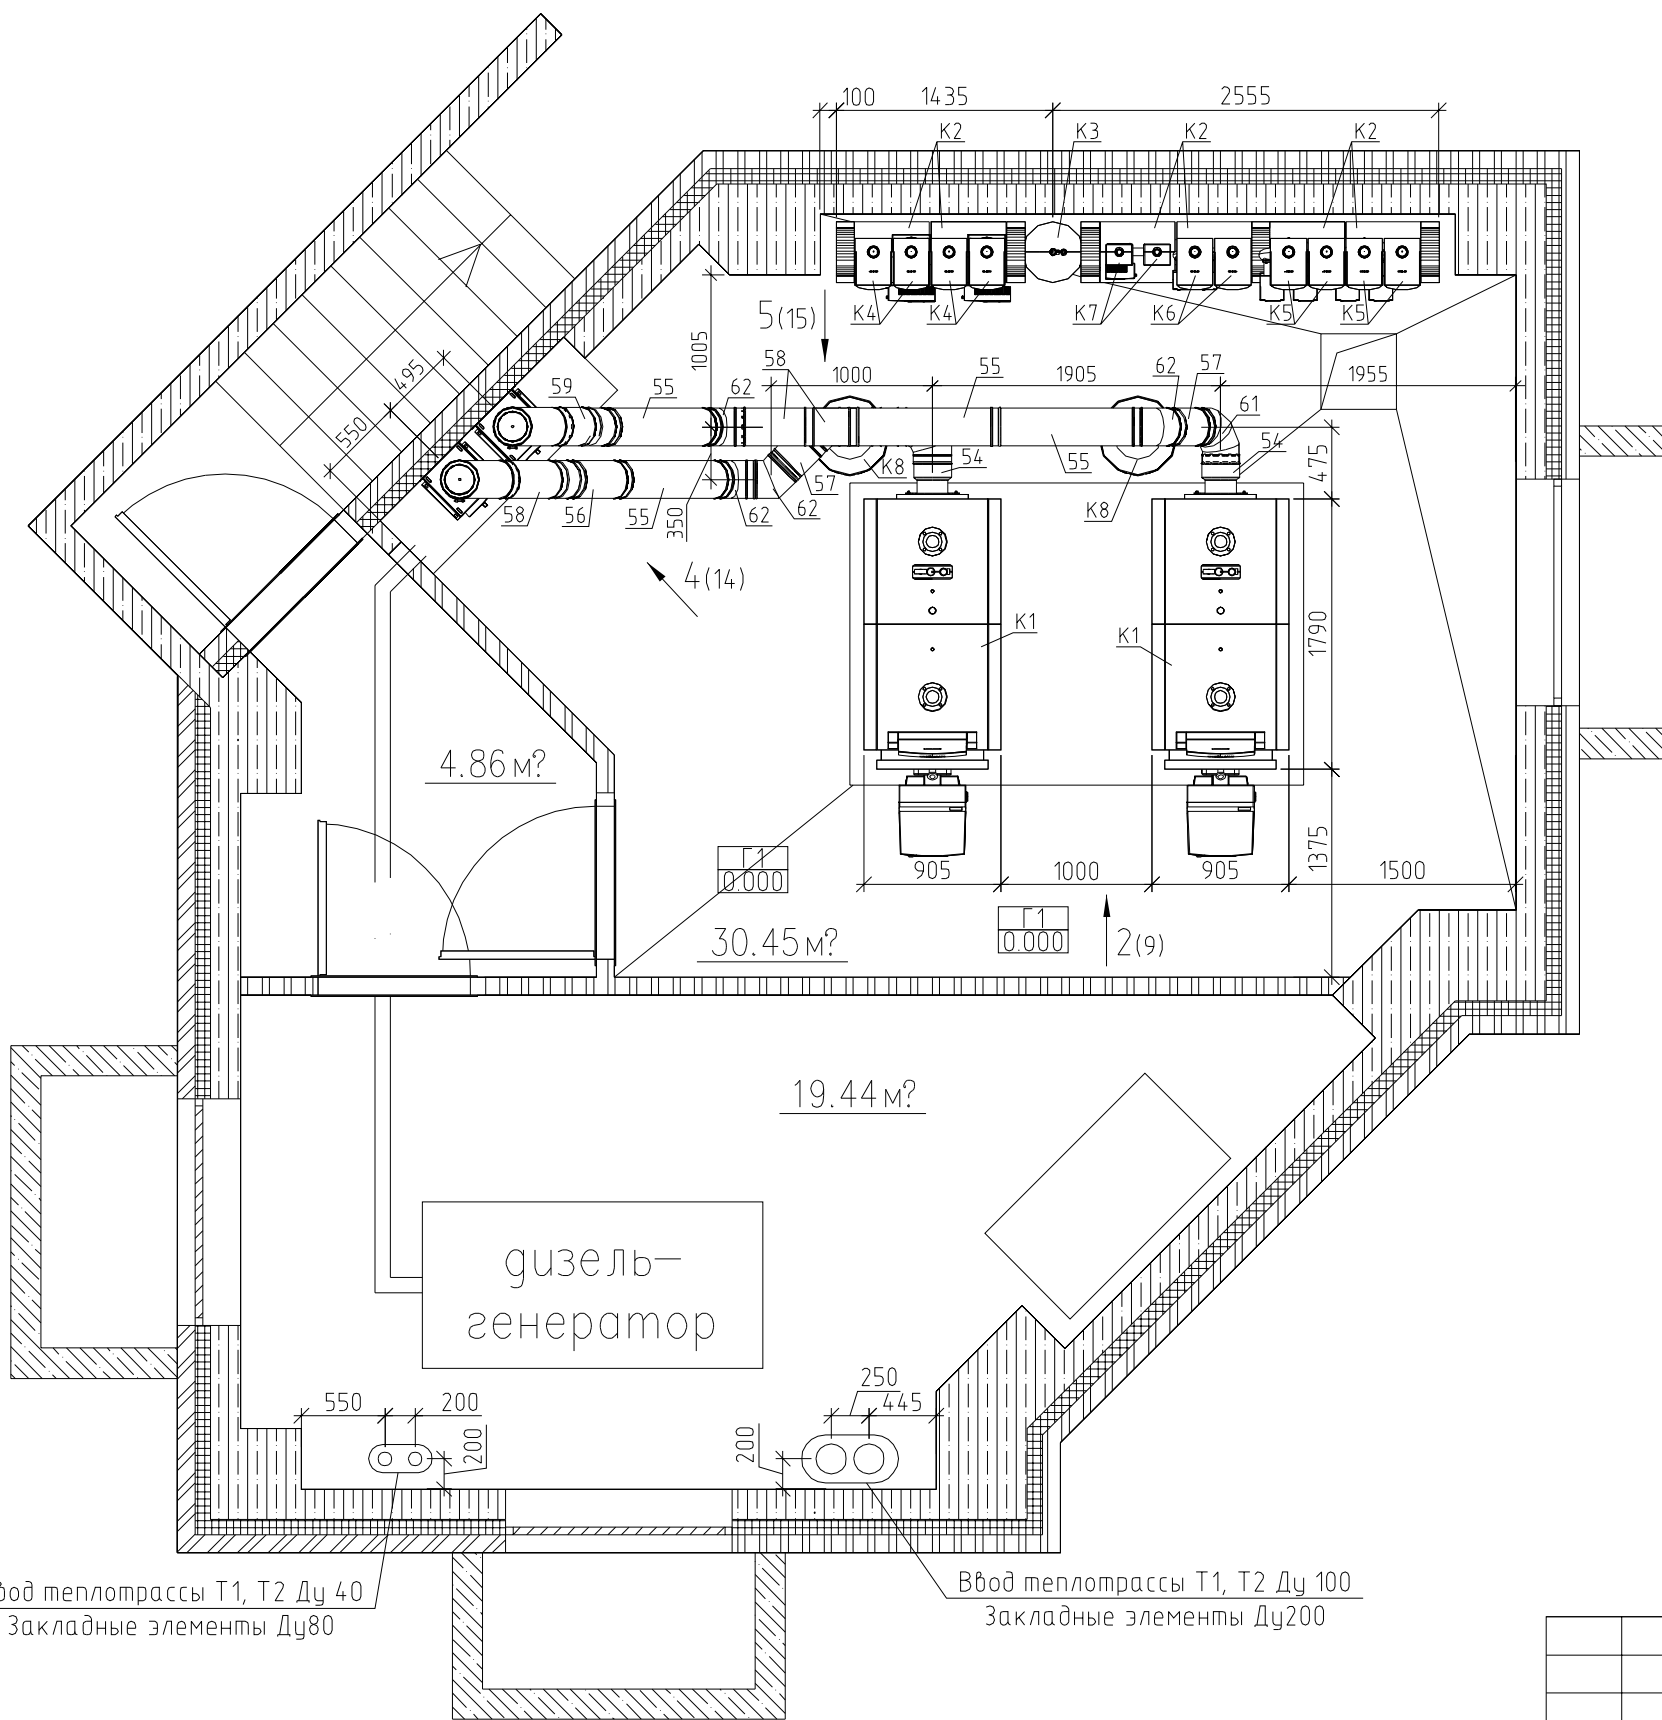 100 1435 2555
К2 К3 К2 К2
К4 К4 К7 К6 К5 К5
5(15)
1005
495
550
59 55 62 58 1000 55 1905 62 57 1955
61
54
К8 54 55
57
475
58 56 55 350 62 62
К8
4(14)
К1
К1
1790
4.86м?
Г1
0.000
905 1000 905 1500
1375
Г1
0.000
30.45м?
2(9)
19.44м?
дизель-
генератор
550 200
200
250
445
200
вод теплотрассы Т1, Т2 Ду 40
Закладные элементы Ду80
Ввод теплотрассы Т1, Т2 Ду 100
Закладные элементы Ду200